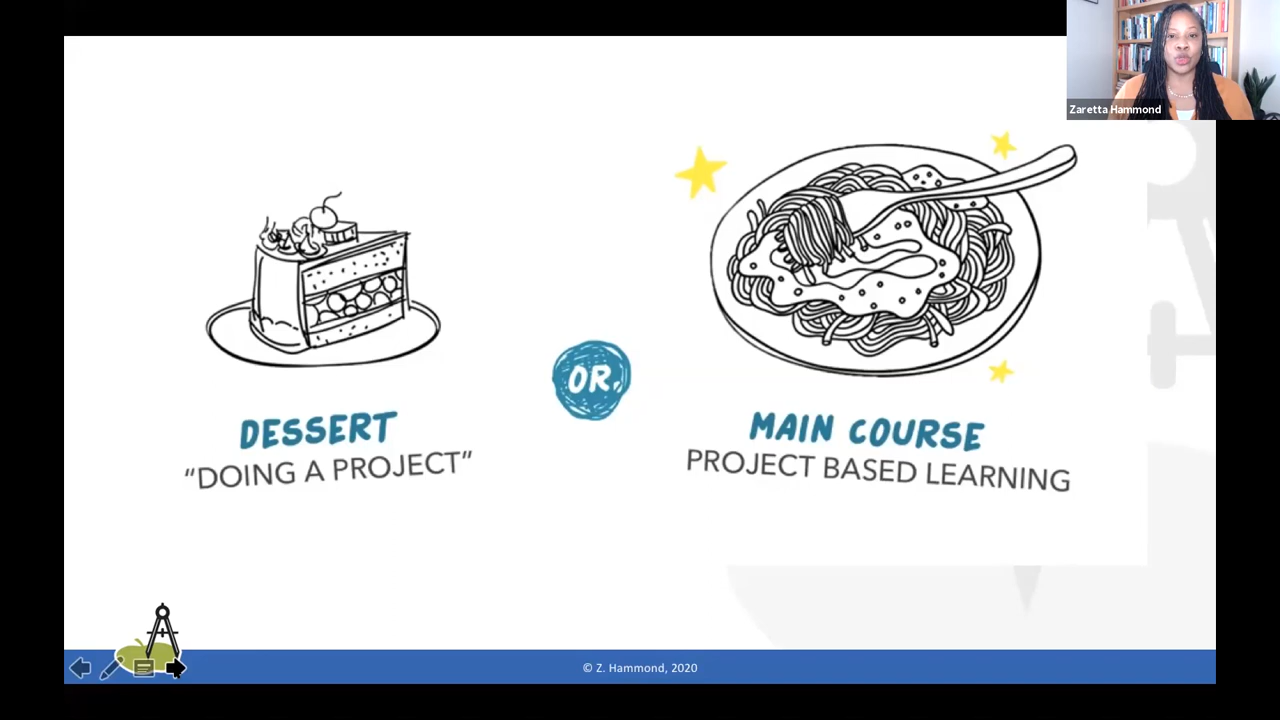 Zaretta Hammond
OR.
DESSERT
"DOING A PROJECT"
MAIN COURSE
PROJECT BASED LEARNING
© Z. Hammond, 2020